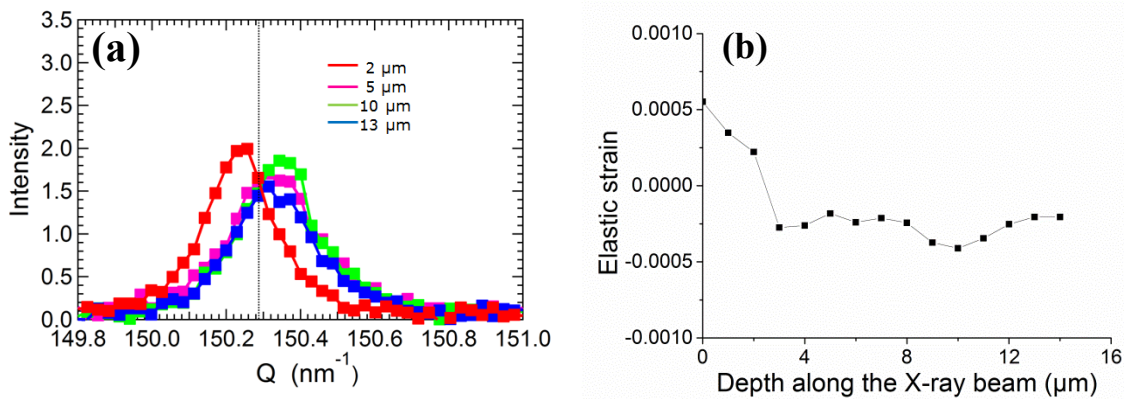 (a)
3.5
3.0
2.5
2.0
1.5
1.0
0.5
0.0
Intensity
2 μm
5 μm
10 μm
13 μm
149.8 150.0 150.2 150.4 150.6 150.8 151.0
Q (nm⁻¹)
(b)
0.0010
0.0005
0.0000
-0.0005
-0.0010
Elastic strain
0 4 8 12 16
Depth along the X-ray beam (μm)